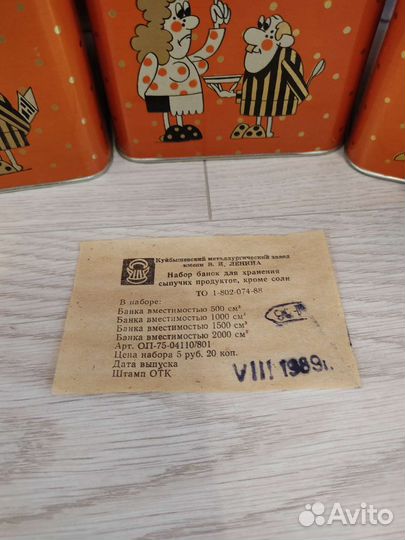 Куйбышевский металлургический завод
имени В. И. ЛЕНИНА
Набор банок для хранения
сыпучих продуктов, кроме соли
ТО 1-802-074-88
В наборе:
Банка вместимостью 500 см³
Банка вместимостью 1000 см³
Банка вместимостью 1500 см³
Банка вместимостью 2000 см³
Арт. ОП-75-04110/801
Цена набора 5 руб. 20 коп.
Дата выпуска
Штамп ОТК
VIII 1989г.
Avito